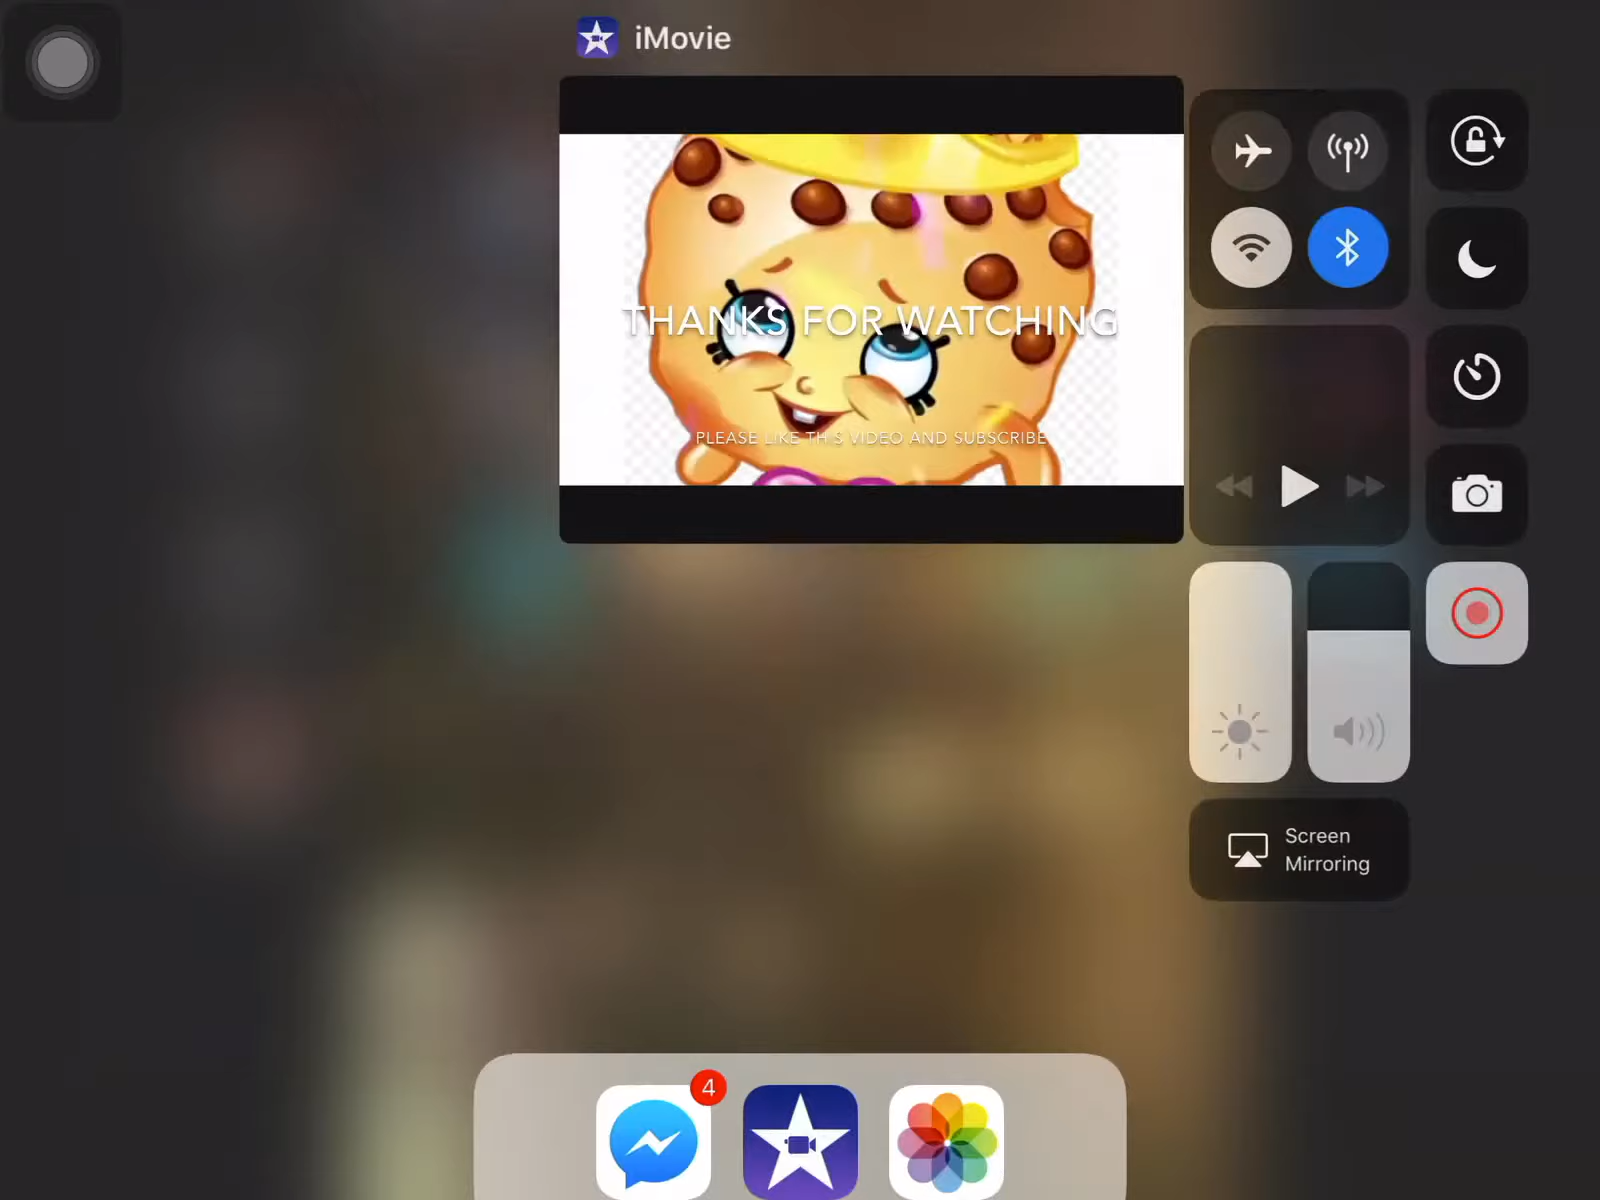 iMovie
THANKS FOR WATCHING
PLEASE LIKE THIS VIDEO AND SUBSCRIBE
Screen
Mirroring
4